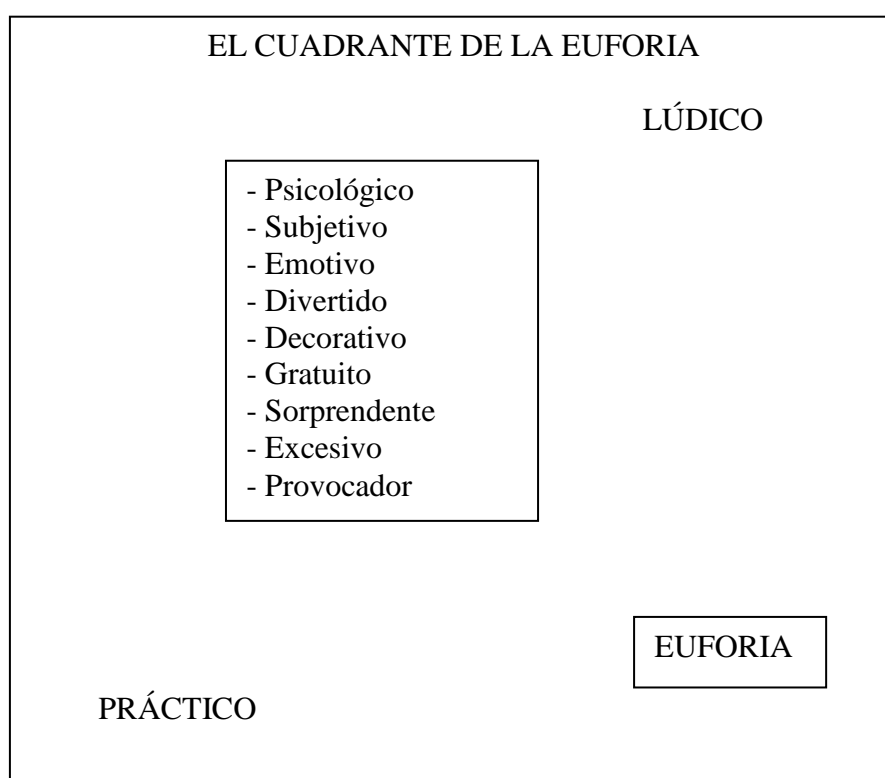 EL CUADRANTE DE LA EUFORIA
LÚDICO
- Psicológico
- Subjetivo
- Emotivo
- Divertido
- Decorativo
- Gratuito
- Sorprendente
- Excesivo
- Provocador
EUFORIA
PRÁCTICO